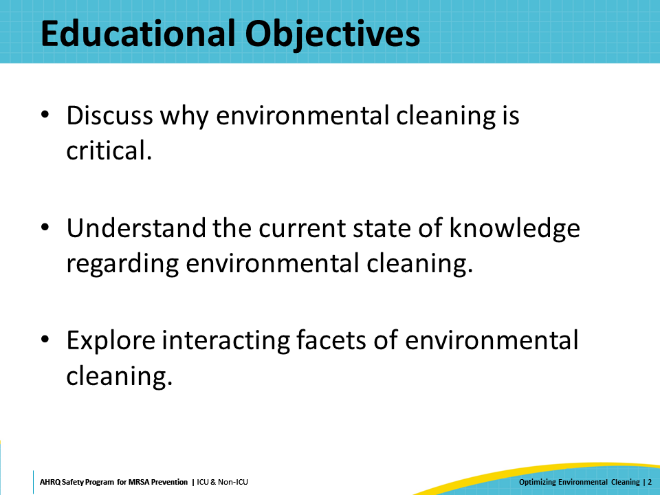 Educational Objectives
• Discuss why environmental cleaning is
critical.
• Understand the current state of knowledge
regarding environmental cleaning.
• Explore interacting facets of environmental
cleaning.
AHRQ Safety Program for MRSA Prevention | ICU & Non-ICU
Optimizing Environmental Cleaning | 2